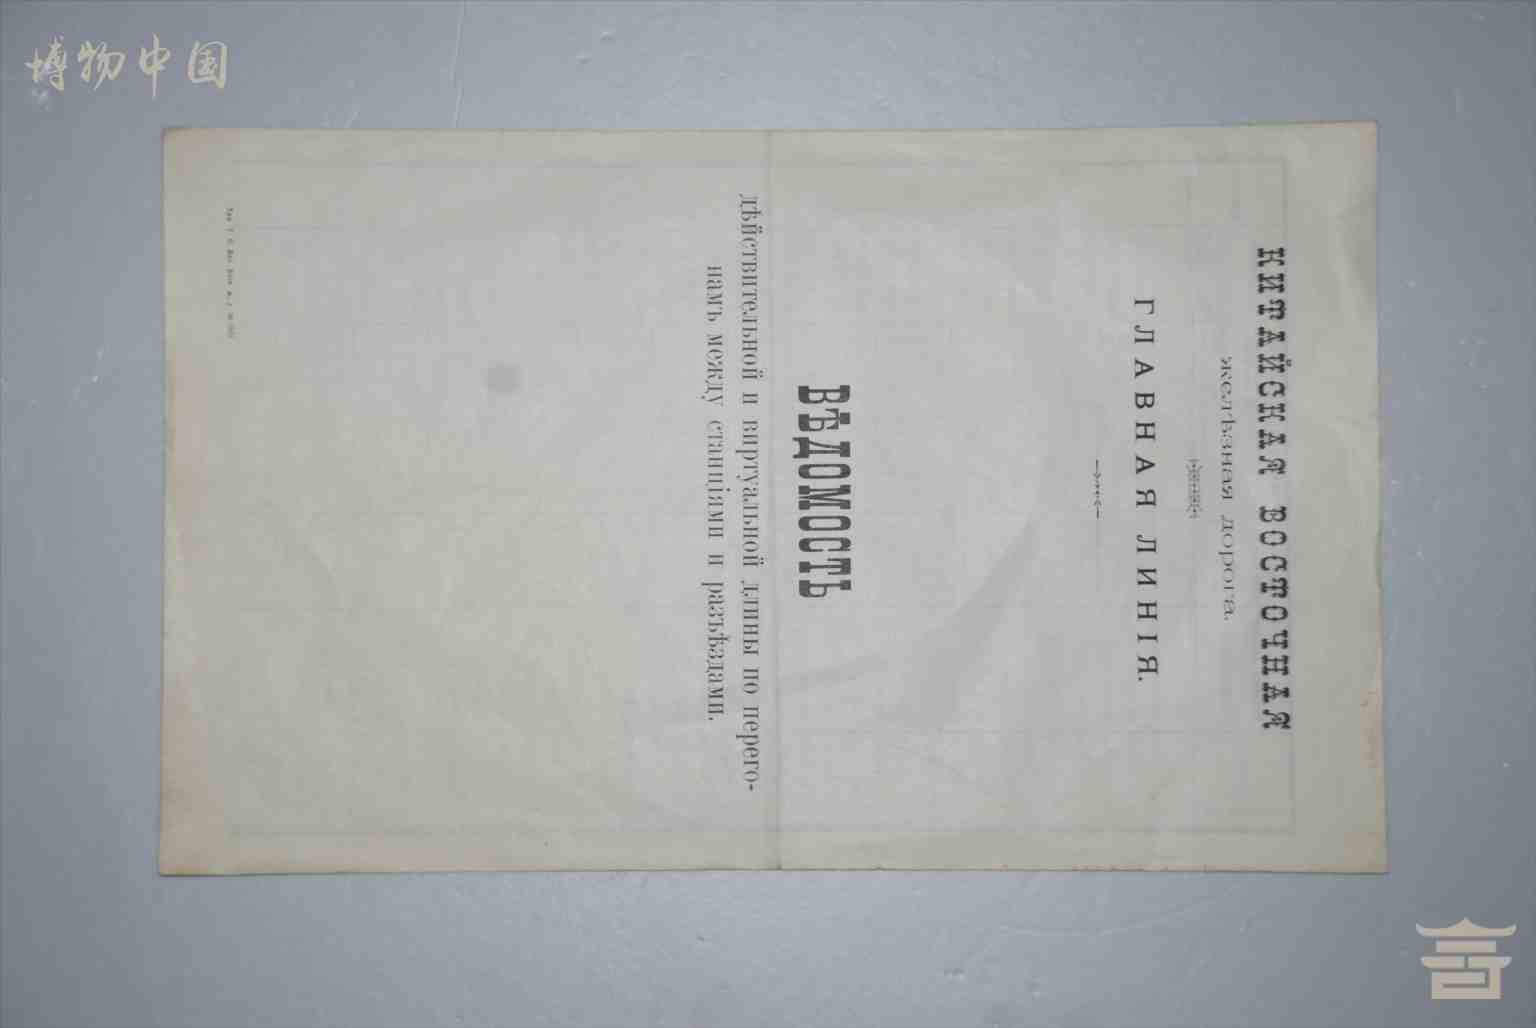 博物中国
КИТАЙСКАЯ ВОСТОЧНАЯ
желѣзная дорога.
ГЛАВНАЯ ЛИНІЯ.
ВѢДОМОСТЬ
дѣйствительной и виртуальной длины по перего-
намъ между станціями и разъѣздами.